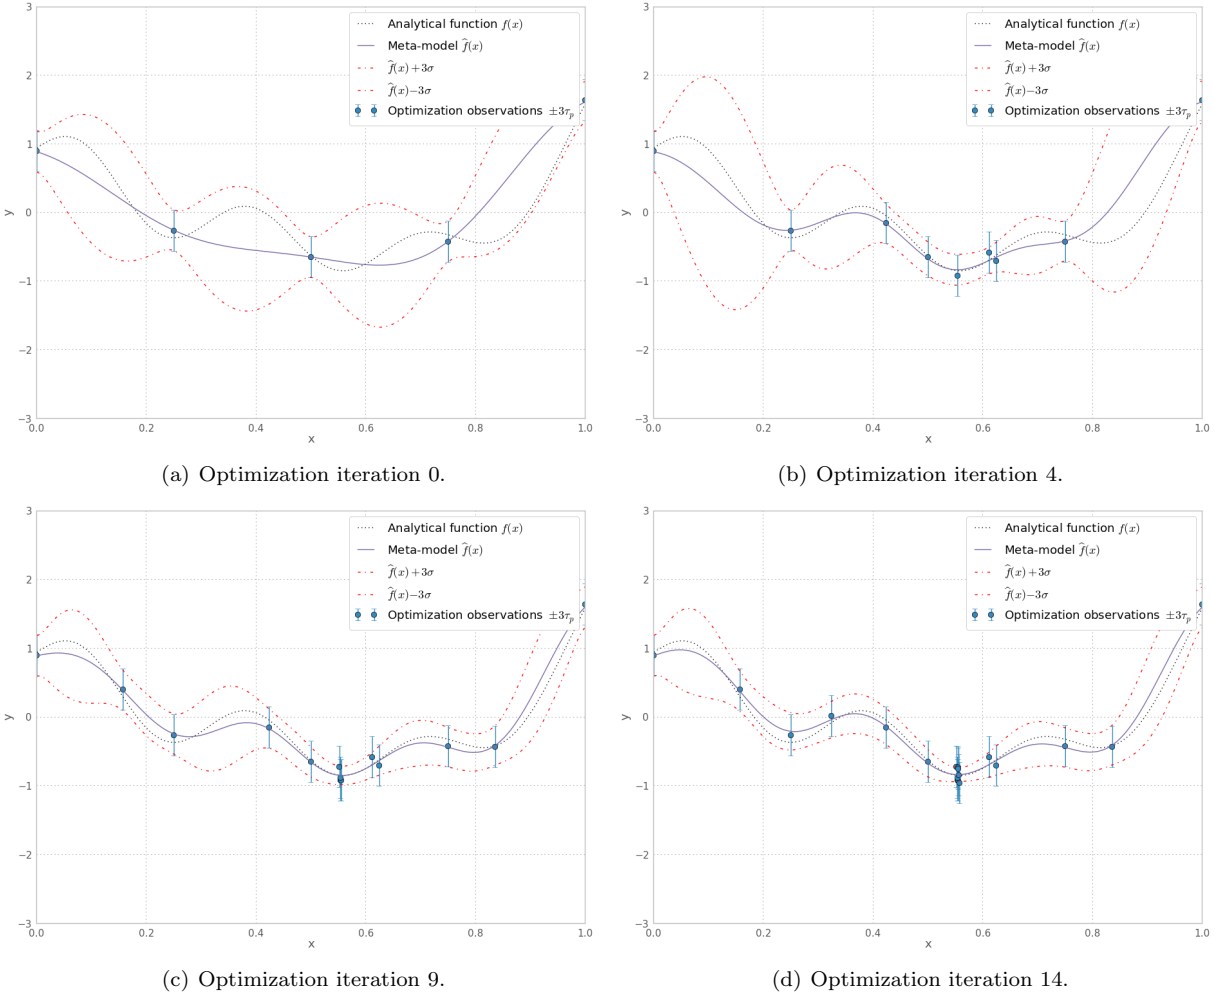 3
2
1
0
−1
−2
−3
y
0.0 0.2 0.4 0.6 0.8 1.0
x
Analytical function f(x)
Meta-model f̂(x)
f̂(x)+3σ
f̂(x)−3σ
Optimization observations ±3τₚ
(a) Optimization iteration 0.
3
2
1
0
−1
−2
−3
y
0.0 0.2 0.4 0.6 0.8 1.0
x
Analytical function f(x)
Meta-model f̂(x)
f̂(x)+3σ
f̂(x)−3σ
Optimization observations ±3τₚ
(b) Optimization iteration 4.
3
2
1
0
−1
−2
−3
y
0.0 0.2 0.4 0.6 0.8 1.0
x
Analytical function f(x)
Meta-model f̂(x)
f̂(x)+3σ
f̂(x)−3σ
Optimization observations ±3τₚ
(c) Optimization iteration 9.
3
2
1
0
−1
−2
−3
y
0.0 0.2 0.4 0.6 0.8 1.0
x
Analytical function f(x)
Meta-model f̂(x)
f̂(x)+3σ
f̂(x)−3σ
Optimization observations ±3τₚ
(d) Optimization iteration 14.